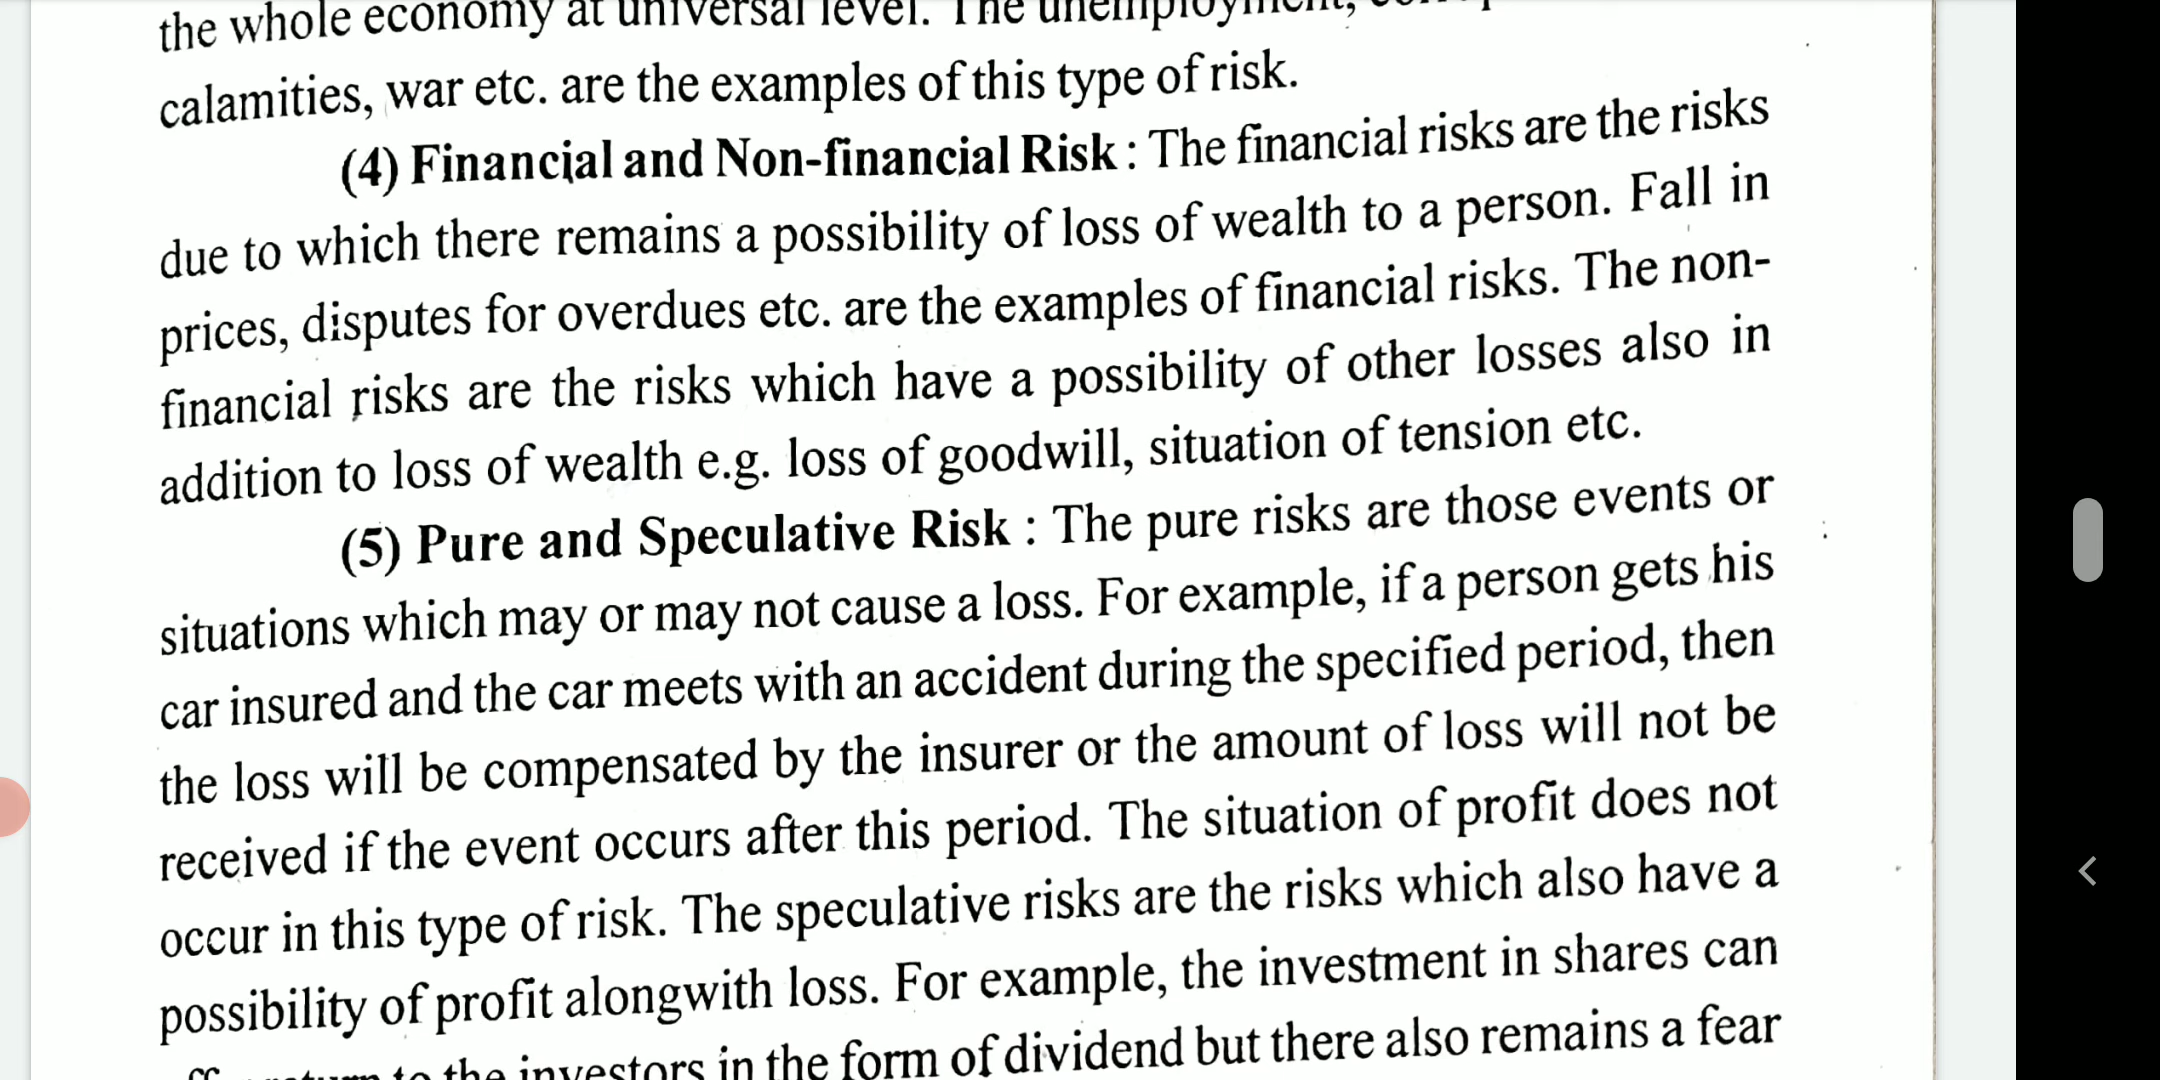 the whole economy at universal level. The unemployment,
calamities, war etc. are the examples of this type of risk.
(4) Financial and Non-financial Risk : The financial risks are the risks
due to which there remains a possibility of loss of wealth to a person. Fall in
prices, disputes for overdues etc. are the examples of financial risks. The non-
financial risks are the risks which have a possibility of other losses also in
addition to loss of wealth e.g. loss of goodwill, situation of tension etc.
(5) Pure and Speculative Risk : The pure risks are those events or
situations which may or may not cause a loss. For example, if a person gets his
car insured and the car meets with an accident during the specified period, then
the loss will be compensated by the insurer or the amount of loss will not be
received if the event occurs after this period. The situation of profit does not
occur in this type of risk. The speculative risks are the risks which also have a
possibility of profit alongwith loss. For example, the investment in shares can
to the investors in the form of dividend but there also remains a fear